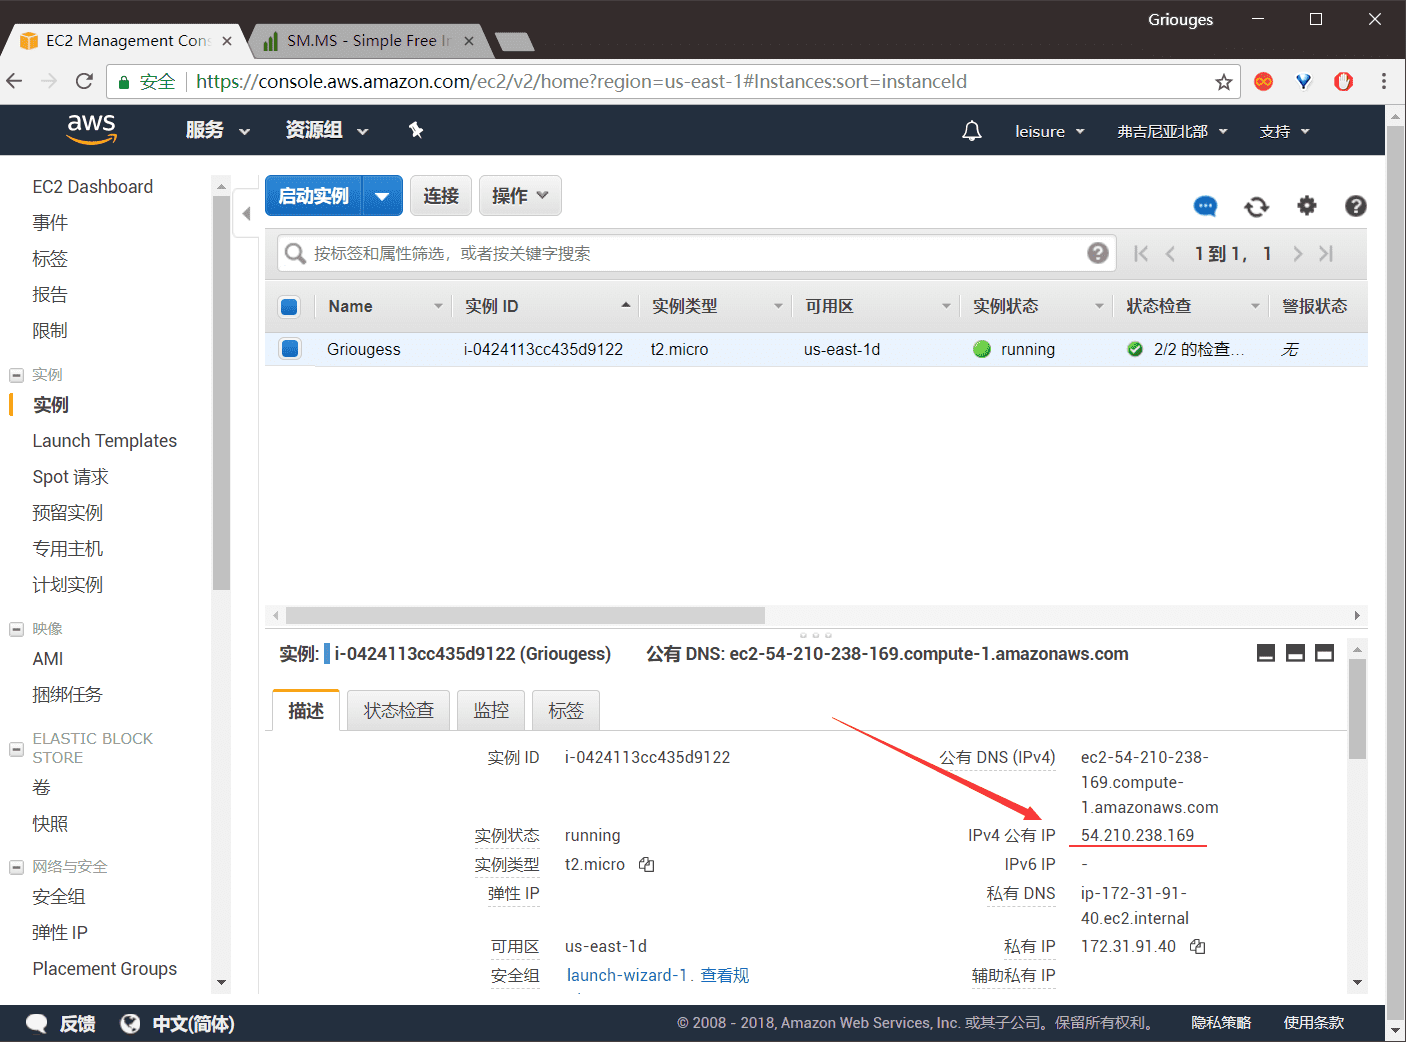 Griouges
EC2 Management Cons
SM.MS - Simple Free In
安全
https://console.aws.amazon.com/ec2/v2/home?region=us-east-1#Instances:sort=instanceId
aws 服务 资源组 leisure 弗吉尼亚北部 支持
EC2 Dashboard
事件
标签
报告
限制
实例
实例
Launch Templates
Spot 请求
预留实例
专用主机
计划实例
映像
AMI
捆绑任务
ELASTIC BLOCK
STORE
卷
快照
网络与安全
安全组
弹性 IP
Placement Groups
启动实例 连接 操作
按标签和属性筛选，或者按关键字搜索
1 到 1， 1
Name 实例 ID 实例类型 可用区 实例状态 状态检查 警报状态
Griougess i-0424113cc435d9122 t2.micro us-east-1d running 2/2 的检查... 无
实例: i-0424113cc435d9122 (Griougess) 公有 DNS: ec2-54-210-238-169.compute-1.amazonaws.com
描述 状态检查 监控 标签
实例 ID i-0424113cc435d9122
公有 DNS (IPv4) ec2-54-210-238-
169.compute-
1.amazonaws.com
实例状态 running
IPv4 公有 IP 54.210.238.169
实例类型 t2.micro
IPv6 IP -
弹性 IP
私有 DNS ip-172-31-91-
40.ec2.internal
可用区 us-east-1d
私有 IP 172.31.91.40
安全组 launch-wizard-1. 查看规
辅助私有 IP
反馈 中文(简体) © 2008 - 2018, Amazon Web Services, Inc. 或其子公司。保留所有权利。 隐私策略 使用条款